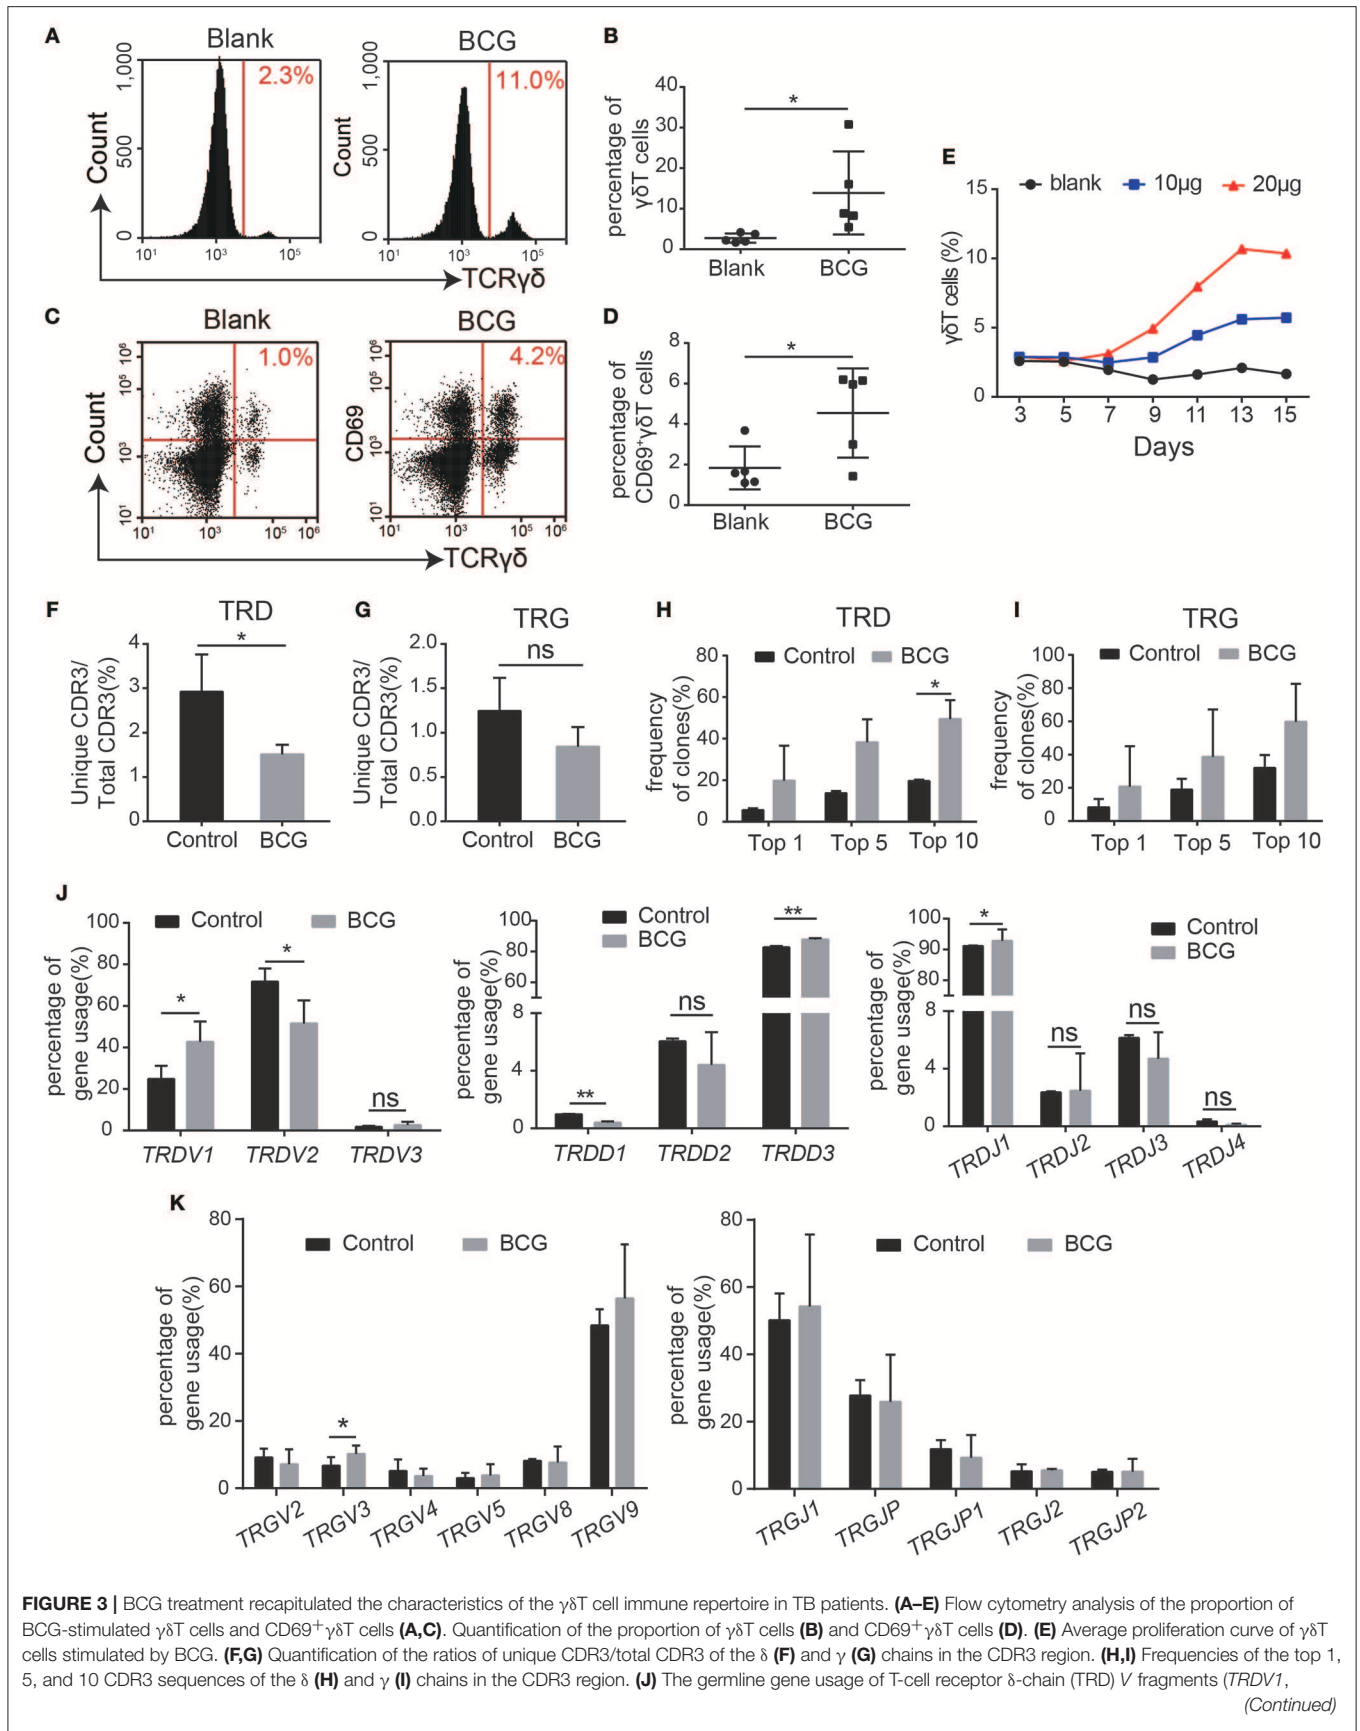 A
Blank
BCG
2.3%
11.0%
Count
1,000
500
0
10¹
10³
10⁵
Count
1,000
500
0
10¹
10³
10⁵
TCRγδ
B
percentage of
γδT cells
40
30
20
10
0
*
Blank
BCG
C
Blank
BCG
1.0%
4.2%
Count
10⁶
10⁵
10³
10¹
10¹
10³
10⁵
10⁶
CD69
10⁶
10⁵
10³
10¹
10¹
10³
10⁵
10⁶
TCRγδ
D
percentage of
CD69⁺γδT cells
8
6
4
2
0
*
Blank
BCG
E
blank
10μg
20μg
γδT cells (%)
15
10
5
0
3 5 7 9 11 13 15
Days
F
TRD
Unique CDR3/
Total CDR3(%)
4
3
2
1
0
*
Control
BCG
G
TRG
Unique CDR3/
Total CDR3(%)
2.0
1.5
1.0
0.5
0.0
ns
Control
BCG
H
TRD
Control
BCG
frequency
of clones(%)
80
60
40
20
0
*
Top 1
Top 5
Top 10
I
TRG
Control
BCG
frequency
of clones(%)
100
80
60
40
20
0
Top 1
Top 5
Top 10
J
Control
BCG
percentage of
gene usage(%)
100
80
60
40
20
0
*
*
ns
TRDV1
TRDV2
TRDV3
Control
BCG
percentage of
gene usage(%)
100
80
60
8
4
0
**
ns
**
TRDD1
TRDD2
TRDD3
Control
BCG
percentage of
gene usage(%)
100
90
80
8
4
0
*
ns
ns
ns
TRDJ1
TRDJ2
TRDJ3
TRDJ4
K
Control
BCG
percentage of
gene usage(%)
80
60
40
20
0
*
TRGV2
TRGV3
TRGV4
TRGV5
TRGV8
TRGV9
Control
BCG
percentage of
gene usage(%)
80
60
40
20
0
TRGJ1
TRGJP
TRGJP1
TRGJ2
TRGJP2
FIGURE 3 | BCG treatment recapitulated the characteristics of the γδT cell immune repertoire in TB patients. (A–E) Flow cytometry analysis of the proportion of
BCG-stimulated γδT cells and CD69⁺γδT cells (A,C). Quantification of the proportion of γδT cells (B) and CD69⁺γδT cells (D). (E) Average proliferation curve of γδT
cells stimulated by BCG. (F,G) Quantification of the ratios of unique CDR3/total CDR3 of the δ (F) and γ (G) chains in the CDR3 region. (H,I) Frequencies of the top 1,
5, and 10 CDR3 sequences of the δ (H) and γ (I) chains in the CDR3 region. (J) The germline gene usage of T-cell receptor δ-chain (TRD) V fragments (TRDV1,
(Continued)